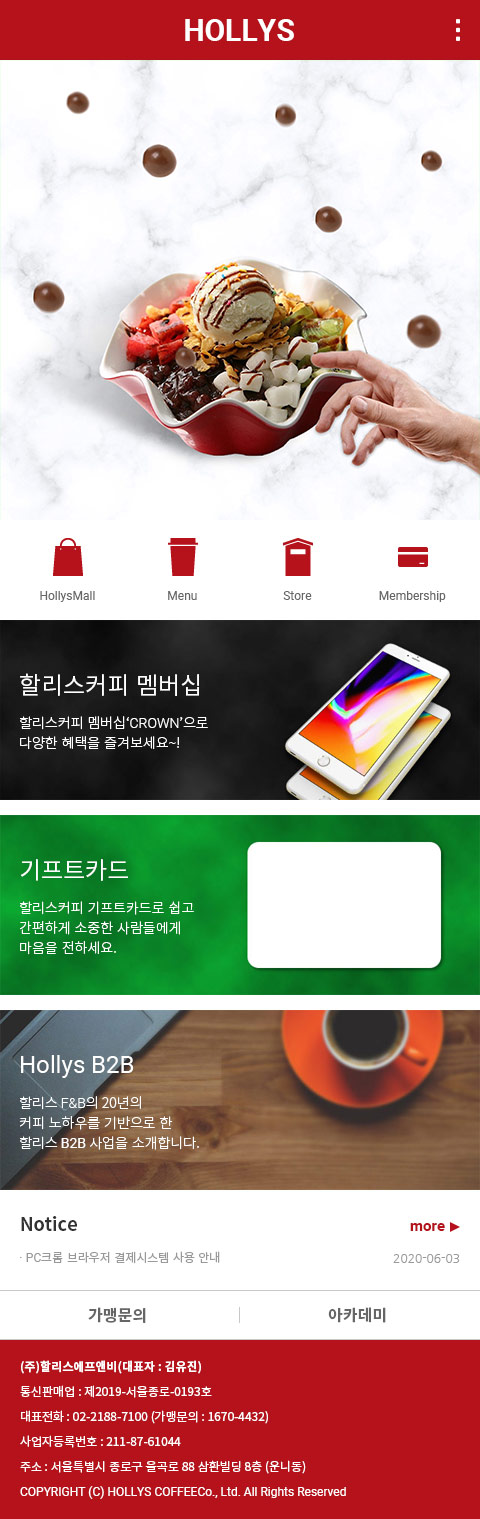 HOLLYS
HollysMall
Menu
Store
Membership
할리스커피 멤버십
할리스커피 멤버십‘CROWN’으로
다양한 혜택을 즐겨보세요~!
기프트카드
할리스커피 기프트카드로 쉽고
간편하게 소중한 사람들에게
마음을 전하세요.
Hollys B2B
할리스 F&B의 20년의
커피 노하우를 기반으로 한
할리스 B2B 사업을 소개합니다.
Notice
more ▶
· PC크롬 브라우저 결제시스템 사용 안내
2020-06-03
가맹문의
아카데미
(주)할리스에프앤비(대표자 : 김유진)
통신판매업 : 제2019-서울종로-0193호
대표전화 : 02-2188-7100 (가맹문의 : 1670-4432)
사업자등록번호 : 211-87-61044
주소 : 서울특별시 종로구 율곡로 88 삼환빌딩 8층 (운니동)
COPYRIGHT (C) HOLLYS COFFEECo., Ltd. All Rights Reserved